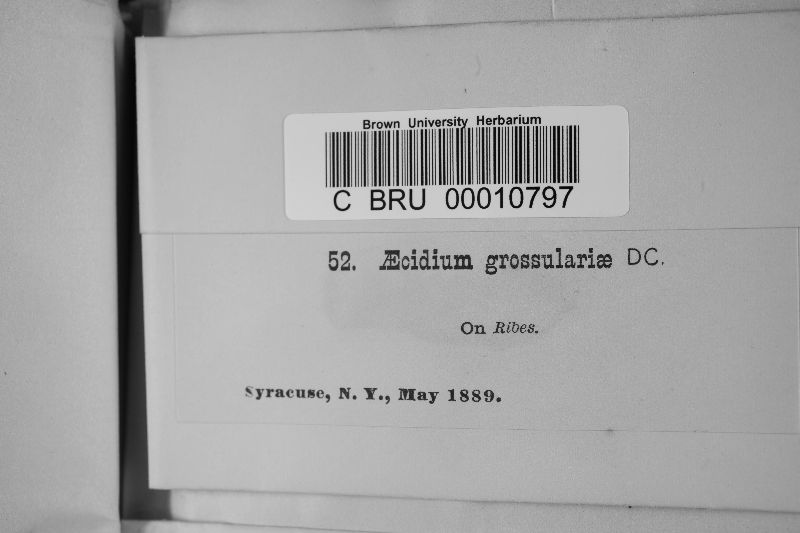 Brown University Herbarium
C BRU 00010797
52. Æcidium grossulariæ DC.
On Ribes.
Syracuse, N. Y., May 1889.